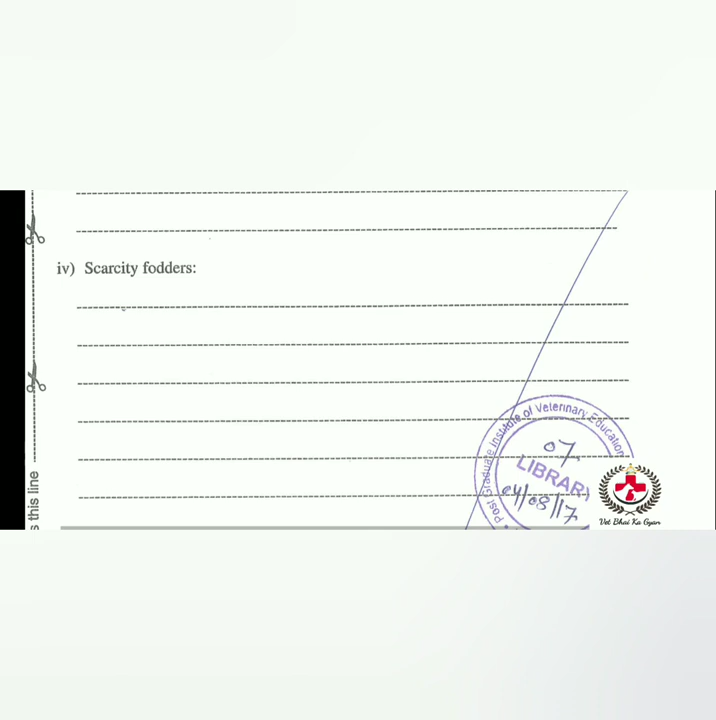 iv) Scarcity fodders:
Post Graduate Institute of Veterinary Education
07
LIBRARY
04/08/17
Vet Bhai Ka Gyan
s this line